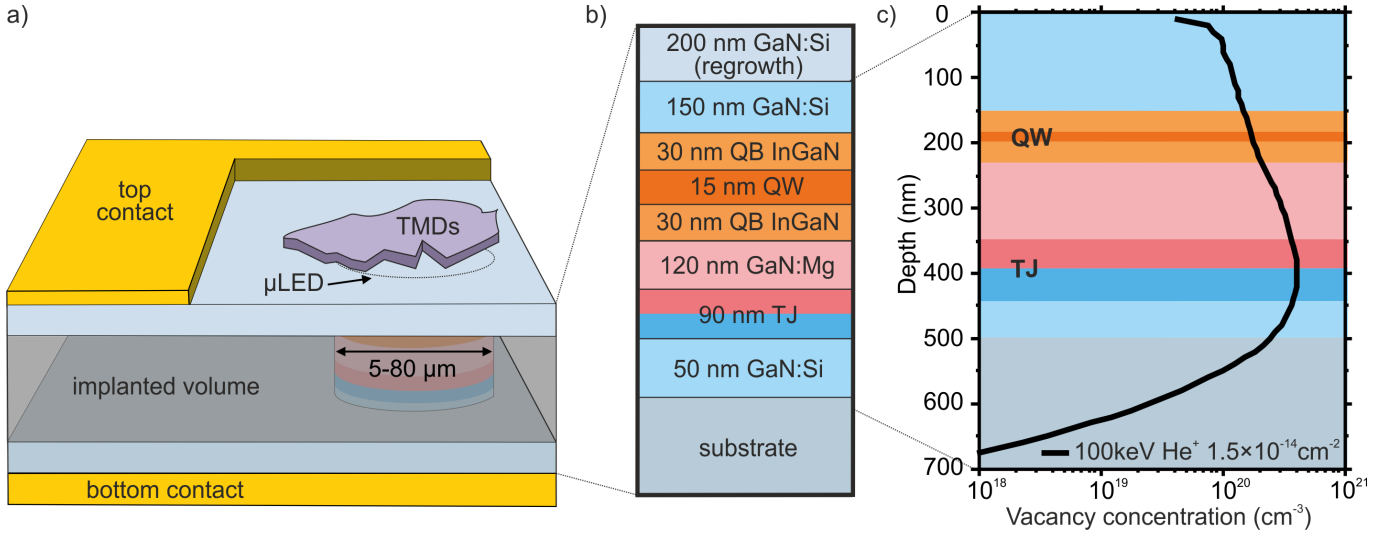 a)
top
contact
TMDs
µLED
5-80 µm
implanted volume
bottom contact
b)
200 nm GaN:Si
(regrowth)
150 nm GaN:Si
30 nm QB InGaN
15 nm QW
30 nm QB InGaN
120 nm GaN:Mg
90 nm TJ
50 nm GaN:Si
substrate
c)
0
100
200
300
400
500
600
700
Depth (nm)
QW
TJ
100keV He⁺ 1.5×10⁻¹⁴cm⁻²
10¹⁸ 10¹⁹ 10²⁰ 10²¹
Vacancy concentration (cm⁻³)